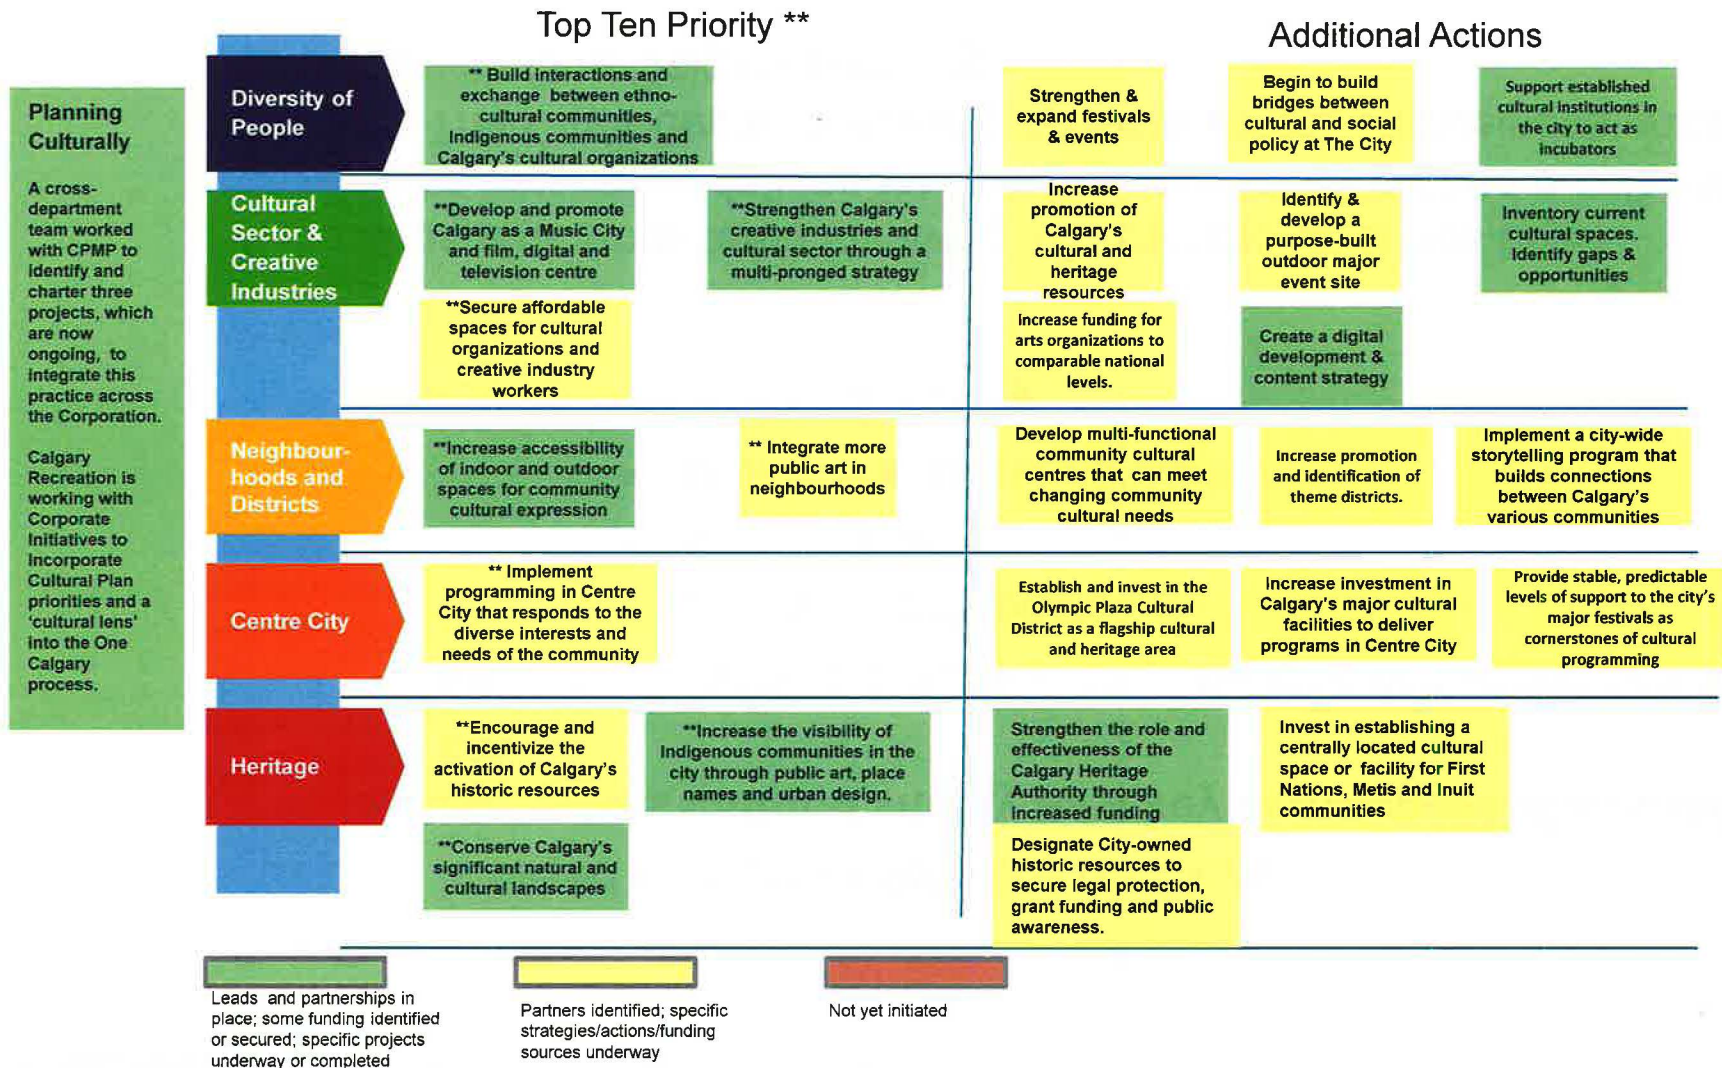 Top Ten Priority **
Additional Actions
Planning
Culturally
A cross-
department
team worked
with CPMP to
identify and
charter three
projects, which
are now
ongoing, to
integrate this
practice across
the Corporation.
Calgary
Recreation is
working with
Corporate
Initiatives to
Incorporate
Cultural Plan
priorities and a
'cultural lens'
into the One
Calgary
process.
Diversity of
People
** Build interactions and
exchange between ethno-
cultural communities,
Indigenous communities and
Calgary's cultural organizations
Strengthen &
expand festivals
& events
Begin to build
bridges between
cultural and social
policy at The City
Support established
cultural institutions in
the city to act as
incubators
Cultural
Sector &
Creative
Industries
**Develop and promote
Calgary as a Music City
and film, digital and
television centre
**Strengthen Calgary's
creative industries and
cultural sector through a
multi-pronged strategy
**Secure affordable
spaces for cultural
organizations and
creative industry
workers
Increase
promotion of
Calgary's
cultural and
heritage
resources
Identify &
develop a
purpose-built
outdoor major
event site
Inventory current
cultural spaces.
Identify gaps &
opportunities
Increase funding for
arts organizations to
comparable national
levels.
Create a digital
development &
content strategy
Neighbour-
hoods and
Districts
**Increase accessibility
of indoor and outdoor
spaces for community
cultural expression
** Integrate more
public art in
neighbourhoods
Develop multi-functional
community cultural
centres that can meet
changing community
cultural needs
Increase promotion
and identification of
theme districts.
Implement a city-wide
storytelling program that
builds connections
between Calgary's
various communities
Centre City
** Implement
programming in Centre
City that responds to the
diverse interests and
needs of the community
Establish and invest in the
Olympic Plaza Cultural
District as a flagship cultural
and heritage area
Increase investment in
Calgary's major cultural
facilities to deliver
programs in Centre City
Provide stable, predictable
levels of support to the city's
major festivals as
cornerstones of cultural
programming
Heritage
**Encourage and
incentivize the
activation of Calgary's
historic resources
**Increase the visibility of
Indigenous communities in the
city through public art, place
names and urban design.
**Conserve Calgary's
significant natural and
cultural landscapes
Strengthen the role and
effectiveness of the
Calgary Heritage
Authority through
increased funding
Invest in establishing a
centrally located cultural
space or facility for First
Nations, Metis and Inuit
communities
Designate City-owned
historic resources to
secure legal protection,
grant funding and public
awareness.
Leads and partnerships in
place; some funding identified
or secured; specific projects
underway or completed
Partners identified; specific
strategies/actions/funding
sources underway
Not yet initiated